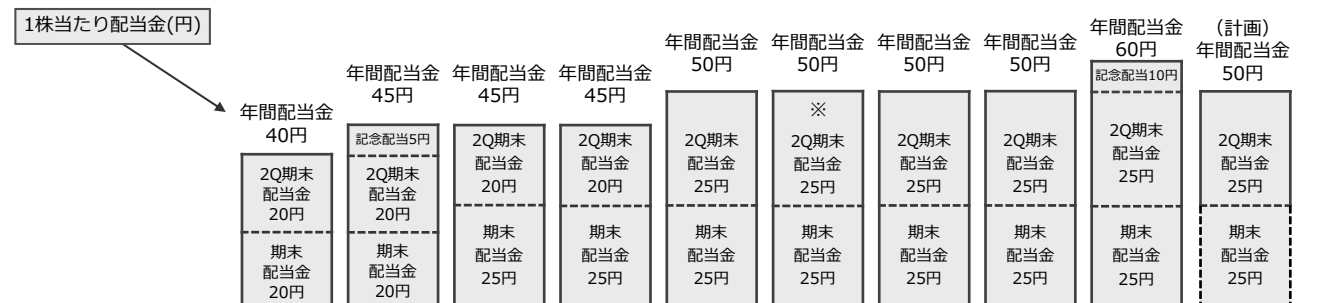 1株当たり配当金(円)
年間配当金
40円
2Q期末
配当金
20円
期末
配当金
20円
年間配当金
45円
記念配当5円
2Q期末
配当金
20円
期末
配当金
20円
年間配当金
45円
2Q期末
配当金
20円
期末
配当金
25円
年間配当金
45円
2Q期末
配当金
20円
期末
配当金
25円
年間配当金
50円
2Q期末
配当金
25円
期末
配当金
25円
年間配当金
50円
※
2Q期末
配当金
25円
期末
配当金
25円
年間配当金
50円
2Q期末
配当金
25円
期末
配当金
25円
年間配当金
50円
2Q期末
配当金
25円
期末
配当金
25円
年間配当金
60円
記念配当10円
2Q期末
配当金
25円
期末
配当金
25円
（計画）
年間配当金
50円
2Q期末
配当金
25円
期末
配当金
25円